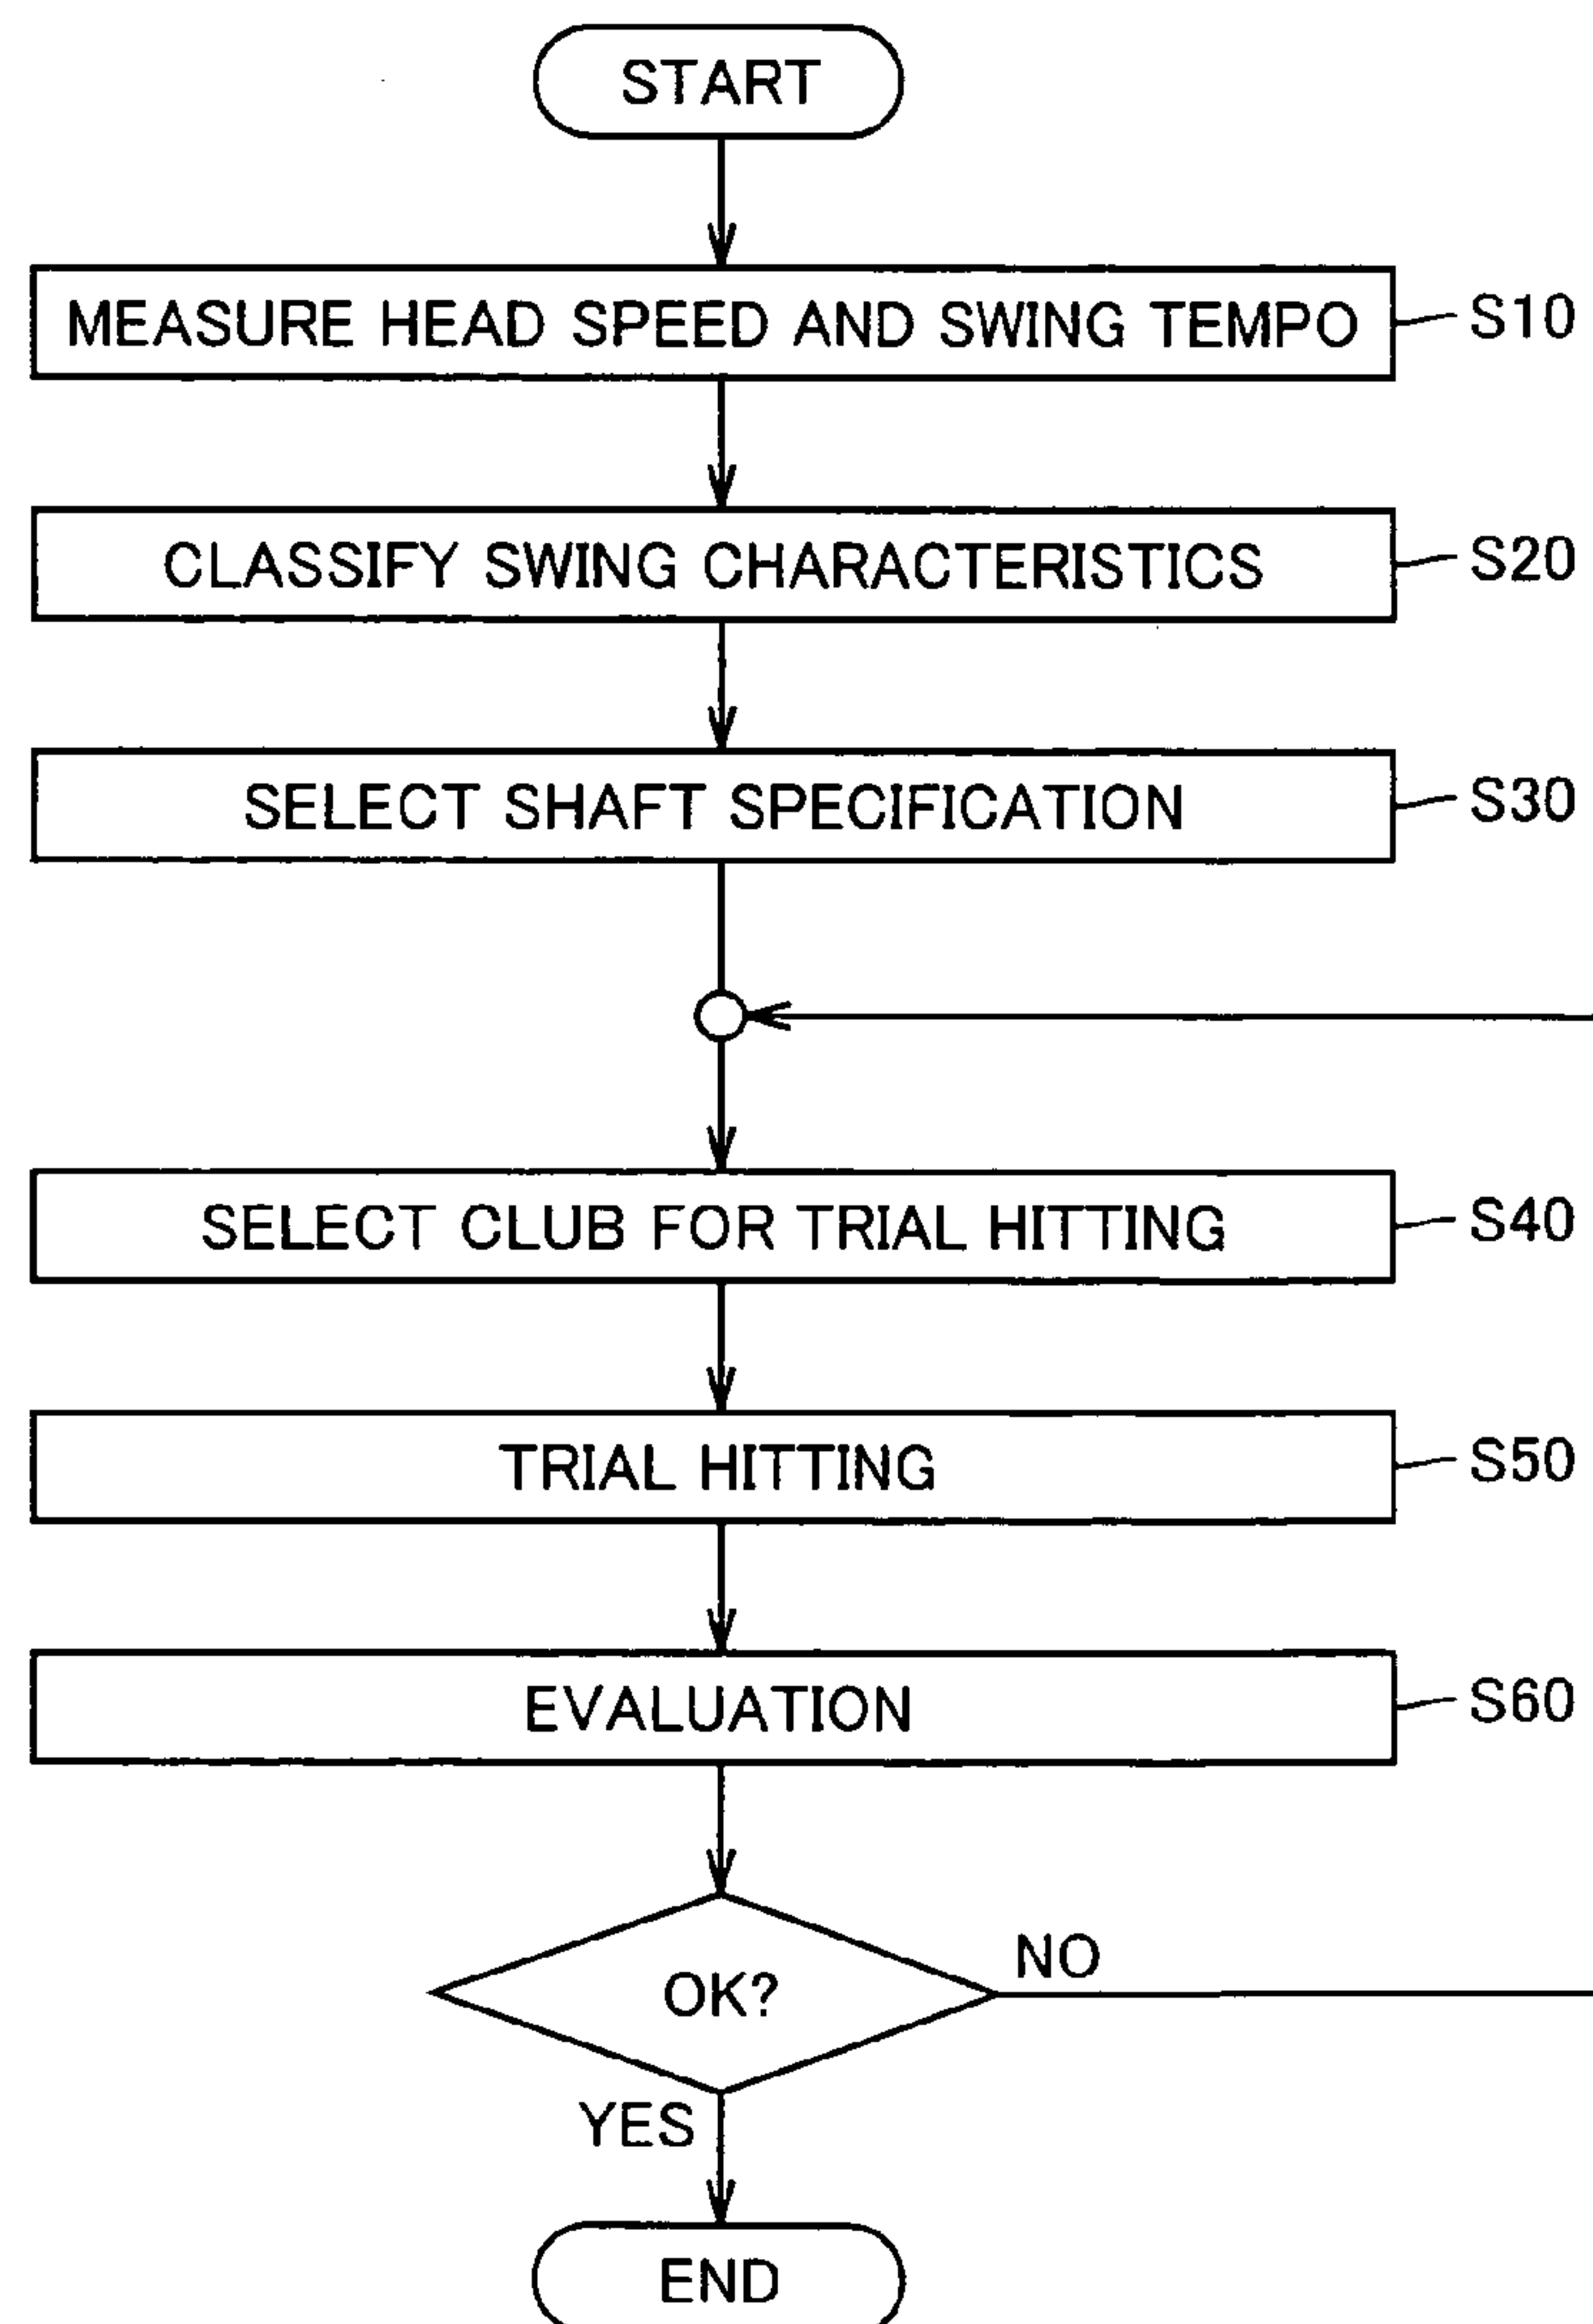 START
MEASURE HEAD SPEED AND SWING TEMPO
S10
CLASSIFY SWING CHARACTERISTICS
S20
SELECT SHAFT SPECIFICATION
S30
SELECT CLUB FOR TRIAL HITTING
S40
TRIAL HITTING
S50
EVALUATION
S60
OK?
NO
YES
END